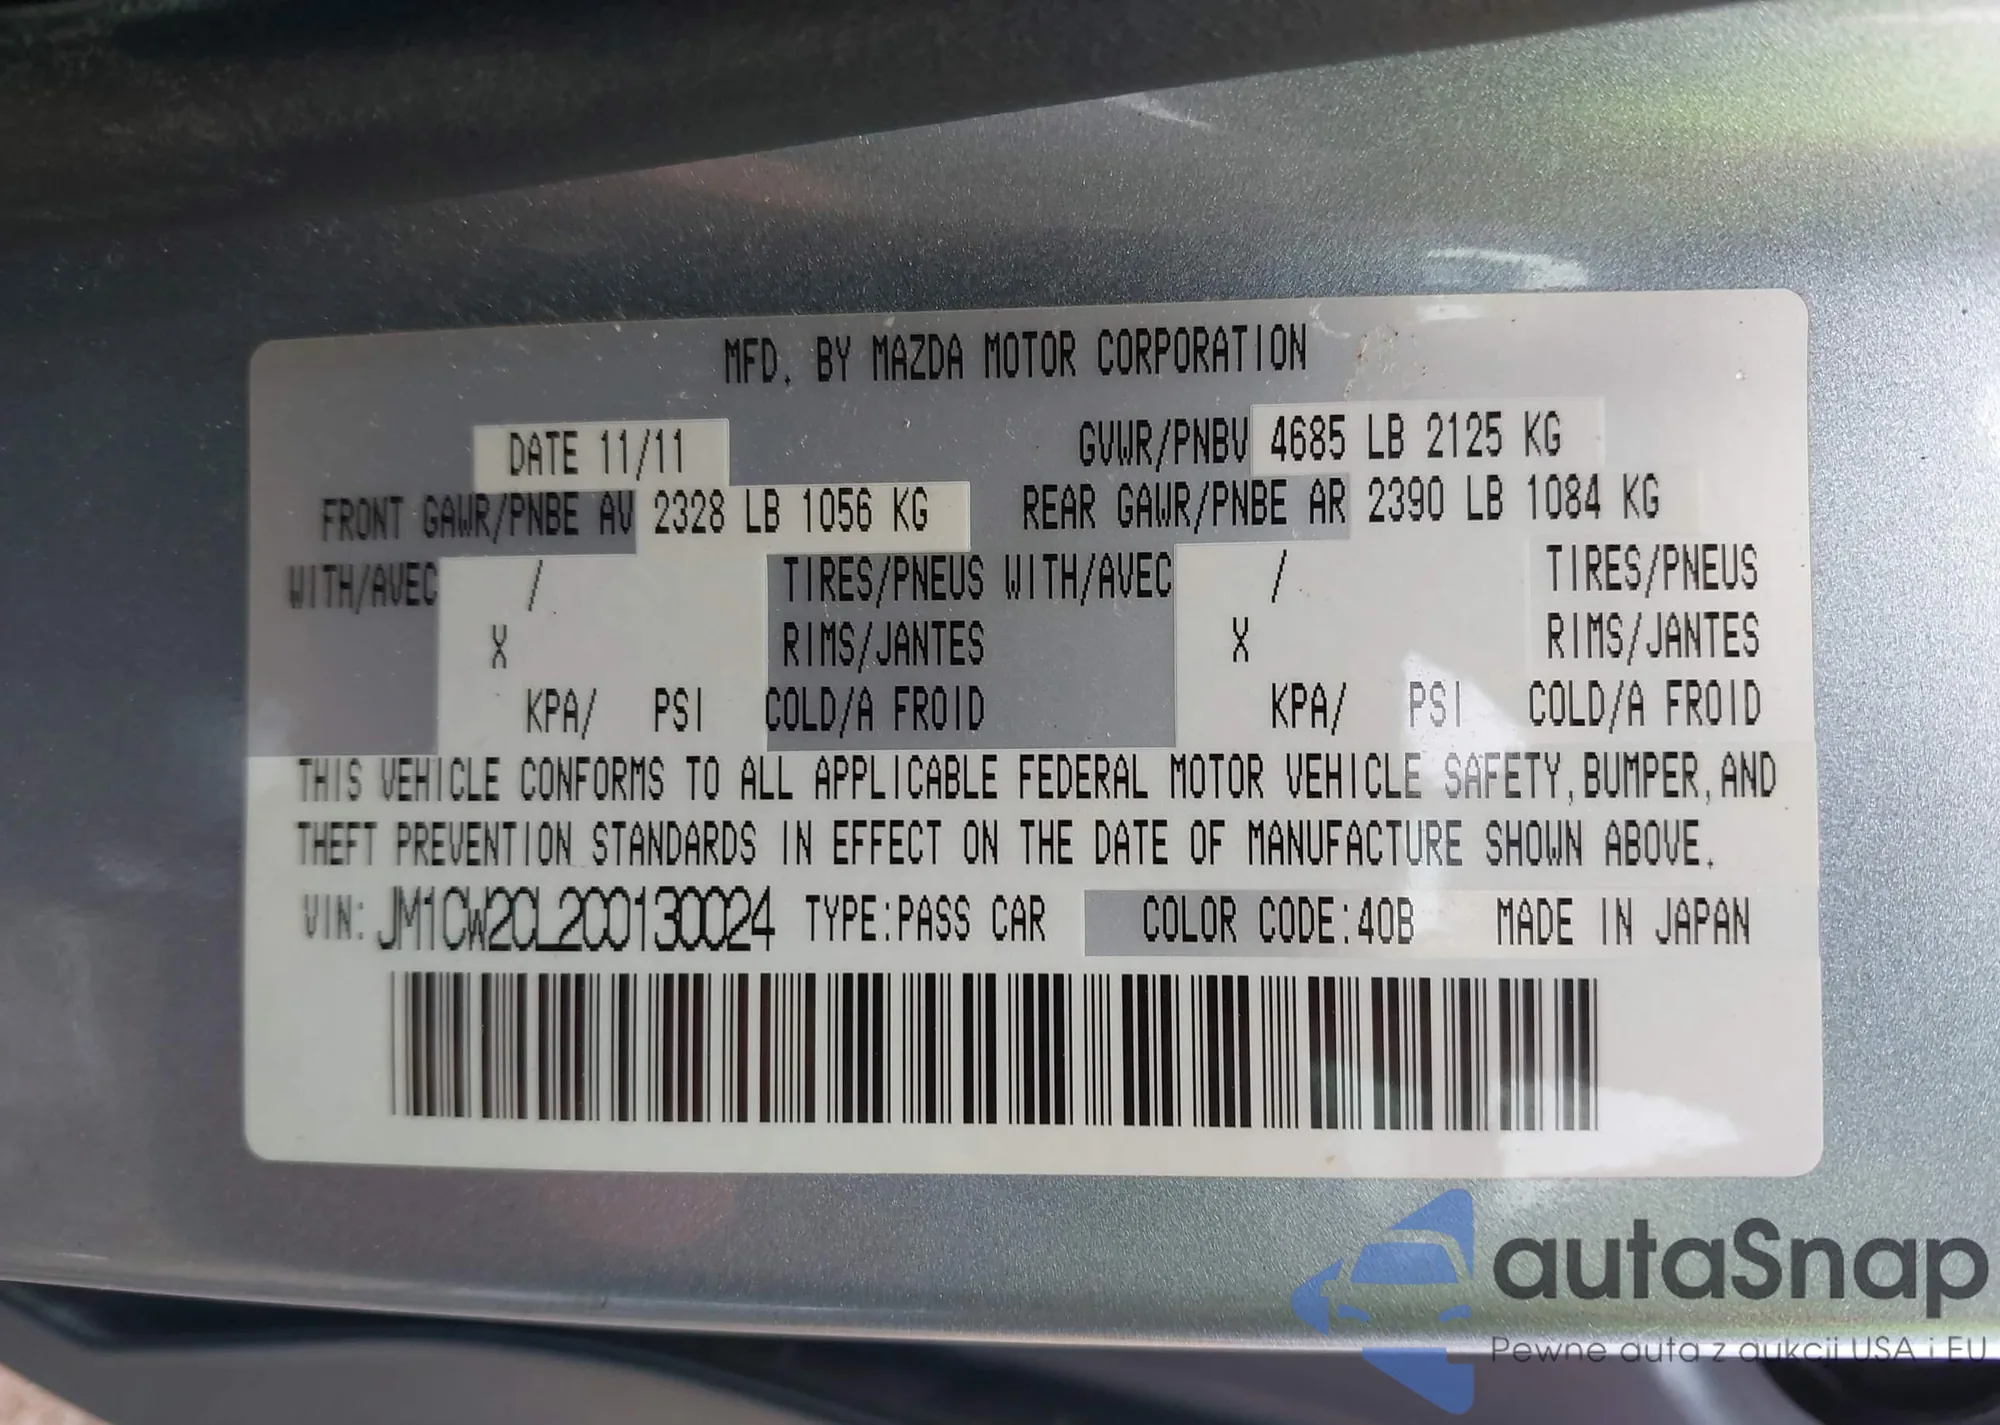 MFD. BY MAZDA MOTOR CORPORATION
DATE 11/11 GVWR/PNBV 4685 LB 2125 KG
FRONT GAWR/PNBE AV 2328 LB 1056 KG REAR GAWR/PNBE AR 2390 LB 1084 KG
WITH/AVEC / TIRES/PNEUS WITH/AVEC / TIRES/PNEUS
X RIMS/JANTES X RIMS/JANTES
KPA/ PSI COLD/A FROID KPA/ PSI COLD/A FROID
THIS VEHICLE CONFORMS TO ALL APPLICABLE FEDERAL MOTOR VEHICLE SAFETY, BUMPER, AND
THEFT PREVENTION STANDARDS IN EFFECT ON THE DATE OF MANUFACTURE SHOWN ABOVE.
VIN: JM1CW2CL2C0130024 TYPE:PASS CAR COLOR CODE:40B MADE IN JAPAN
autaSnap
Pewne auta z aukcji USA i EU